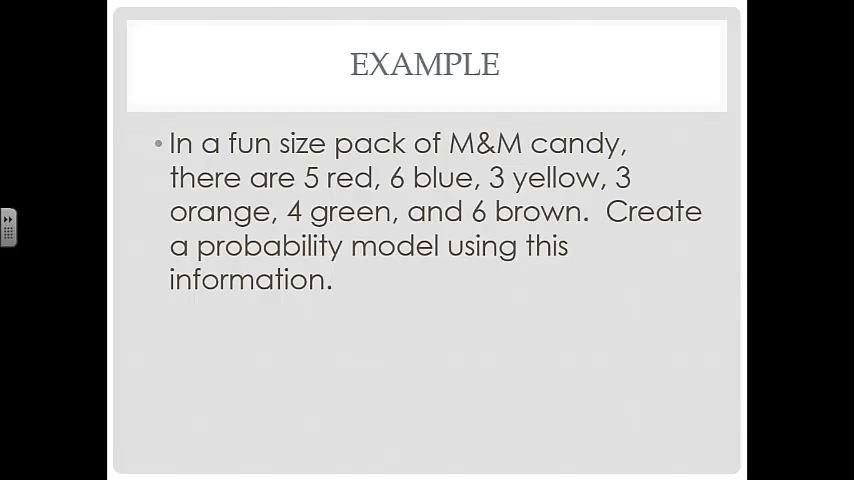 EXAMPLE
• In a fun size pack of M&M candy,
there are 5 red, 6 blue, 3 yellow, 3
orange, 4 green, and 6 brown.  Create
a probability model using this
information.